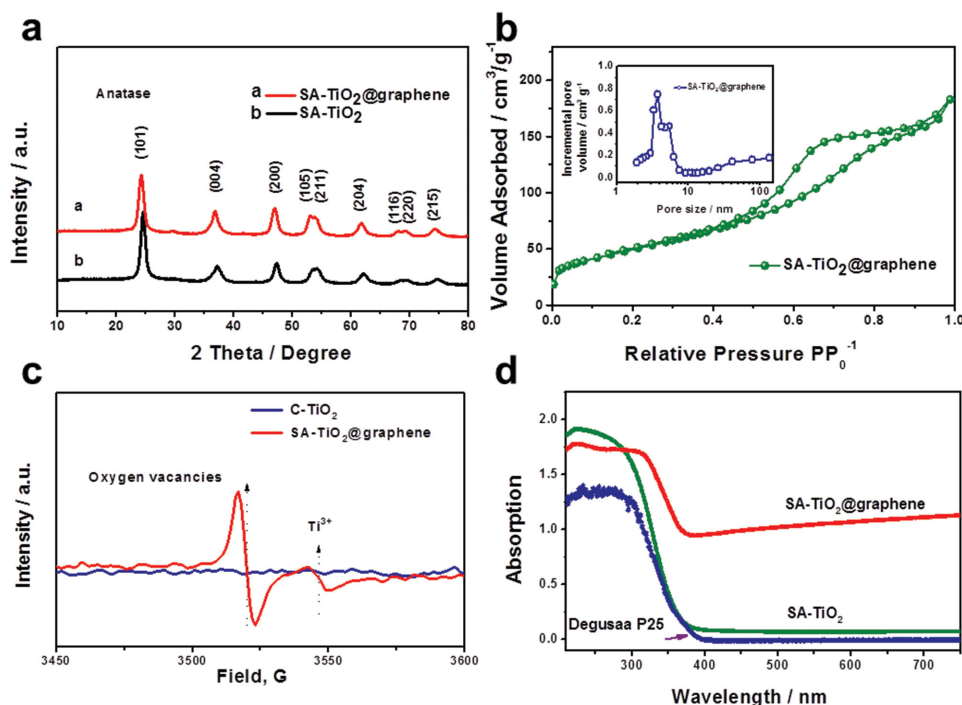 a
Intensity / a.u.
Anatase
a SA-TiO₂@graphene
b SA-TiO₂
(101)
(004)
(200)
(105)
(211)
(204)
(116)
(220)
(215)
a
b
10 20 30 40 50 60 70 80
2 Theta / Degree
b
Volume Adsorbed / cm³/g⁻¹
200
150
100
50
0
Incremental pore
volume / cm³ g⁻¹
1.0
0.8
0.6
0.4
0.2
0.0
SA-TiO₂@graphene
1 10 100
Pore size / nm
SA-TiO₂@graphene
0.0 0.2 0.4 0.6 0.8 1.0
Relative Pressure PP₀⁻¹
c
Intensity / a.u.
C-TiO₂
SA-TiO₂@graphene
Oxygen vacancies
Ti³⁺
3450 3500 3550 3600
Field, G
d
Absorption
2.0
1.5
1.0
0.5
0.0
SA-TiO₂@graphene
SA-TiO₂
Degusaa P25
300 400 500 600 700
Wavelength / nm